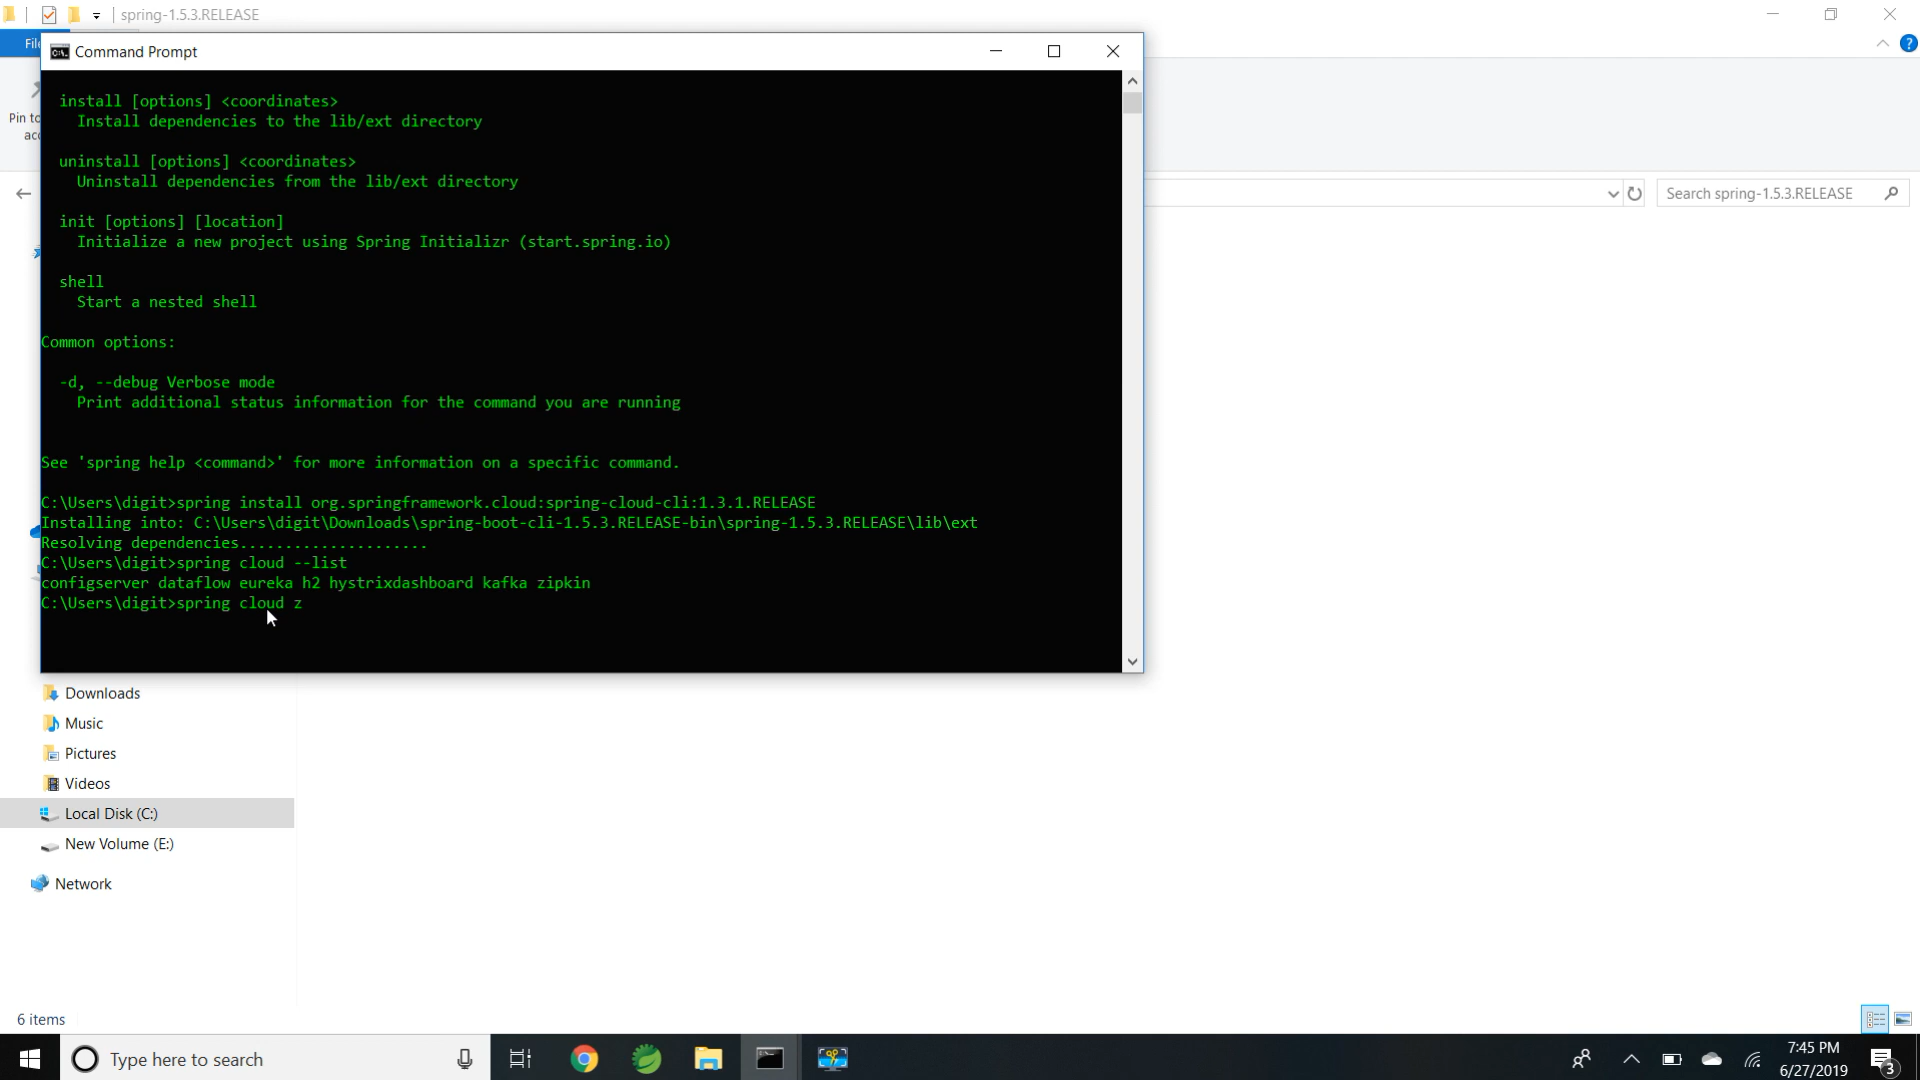 spring-1.5.3.RELEASE
Command Prompt
install [options] <coordinates>
Install dependencies to the lib/ext directory
uninstall [options] <coordinates>
Uninstall dependencies from the lib/ext directory
init [options] [location]
Initialize a new project using Spring Initializr (start.spring.io)
shell
Start a nested shell
Common options:
-d, --debug Verbose mode
Print additional status information for the command you are running
See 'spring help <command>' for more information on a specific command.
C:\Users\digit>spring install org.springframework.cloud:spring-cloud-cli:1.3.1.RELEASE
Installing into: C:\Users\digit\Downloads\spring-boot-cli-1.5.3.RELEASE-bin\spring-1.5.3.RELEASE\lib\ext
Resolving dependencies.....................
C:\Users\digit>spring cloud --list
configserver dataflow eureka h2 hystrixdashboard kafka zipkin
C:\Users\digit>spring cloud z
Pin to
Search spring-1.5.3.RELEASE
Downloads
Music
Pictures
Videos
Local Disk (C:)
New Volume (E:)
Network
6 items
Type here to search
7:45 PM
6/27/2019
3